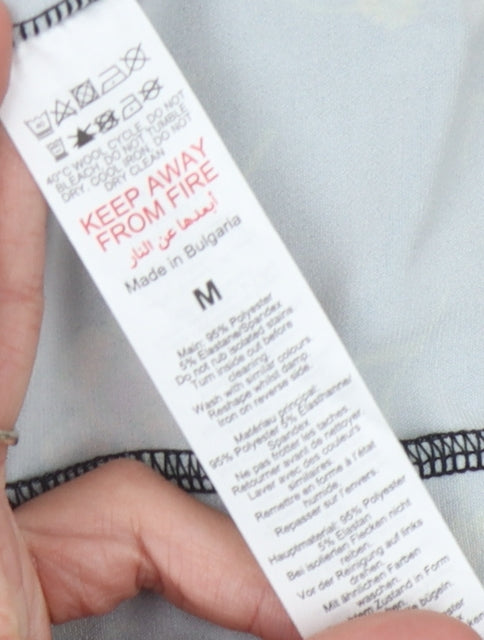 40°C WOOL CYCLE, DO NOT
BLEACH, DO NOT TUMBLE
DRY, COOL IRON, DO NOT
DRY CLEAN
KEEP AWAY
FROM FIRE
أبعدها عن النار
Made in Bulgaria
M
Main: 95% Polyester
5% Elastane/Spandex
Do not rub isolated stains
Turn inside out before
cleaning.
Wash with similar colours.
Reshape whilst damp.
Iron on reverse side.
Matériau principal:
95% Polyester 5% Elasthanne/
Spandex
Ne pas frotter les taches
Retourner avant de nettoyer
Laver avec des couleurs
similaires.
Remettre en forme à l'état
humide.
Repasser sur l'envers.
Hauptmaterial: 95% Polyester
5% Elastan
Bei isolierten Flecken nicht
reiben
Vor der Reinigung auf links
drehen
Mit ähnlichen Farben
waschen.
Zustand in Form
bügeln.